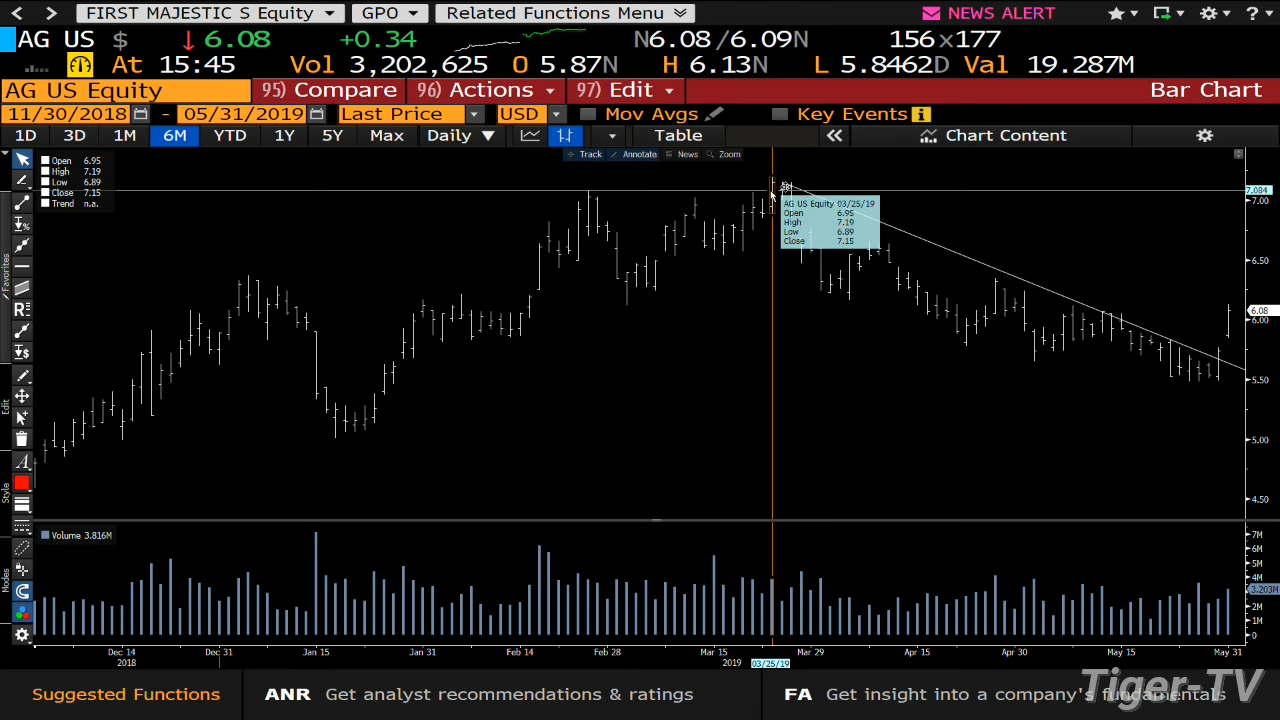 FIRST MAJESTIC S Equity GPO Related Functions Menu NEWS ALERT ?
AG US $ 6.08 +0.34 N6.08 /6.09N 156×177
At 15:45 Vol 3,202,625 O 5.87N H 6.13N L 5.8462D Val 19.287M
AG US Equity 95) Compare 96) Actions 97) Edit Bar Chart
11/30/2018 - 05/31/2019 Last Price USD Mov Avgs Key Events i
1D 3D 1M 6M YTD 1Y 5Y Max Daily Table Chart Content
Track Annotate News Zoom
Open 6.95
High 7.19
Low 6.89
Close 7.15
Trend n.a.
AG US Equity 03/25/19
Open 6.95
High 7.19
Low 6.89
Close 7.15
7.084
7.00
6.50
6.08
6.00
5.50
5.00
4.50
Favorites
Edit
Style
Modes
Volume 3.816M
7M
6M
5M
4M
3.203M
2M
1M
0
Dec 14 Dec 31 Jan 15 Jan 31 Feb 14 Feb 28 Mar 15 Mar 29 Apr 15 Apr 30 May 15 May 31
2018 2019 03/25/19
Suggested Functions ANR Get analyst recommendations & ratings FA Get insight into a company's fundamentals
Tiger-TV